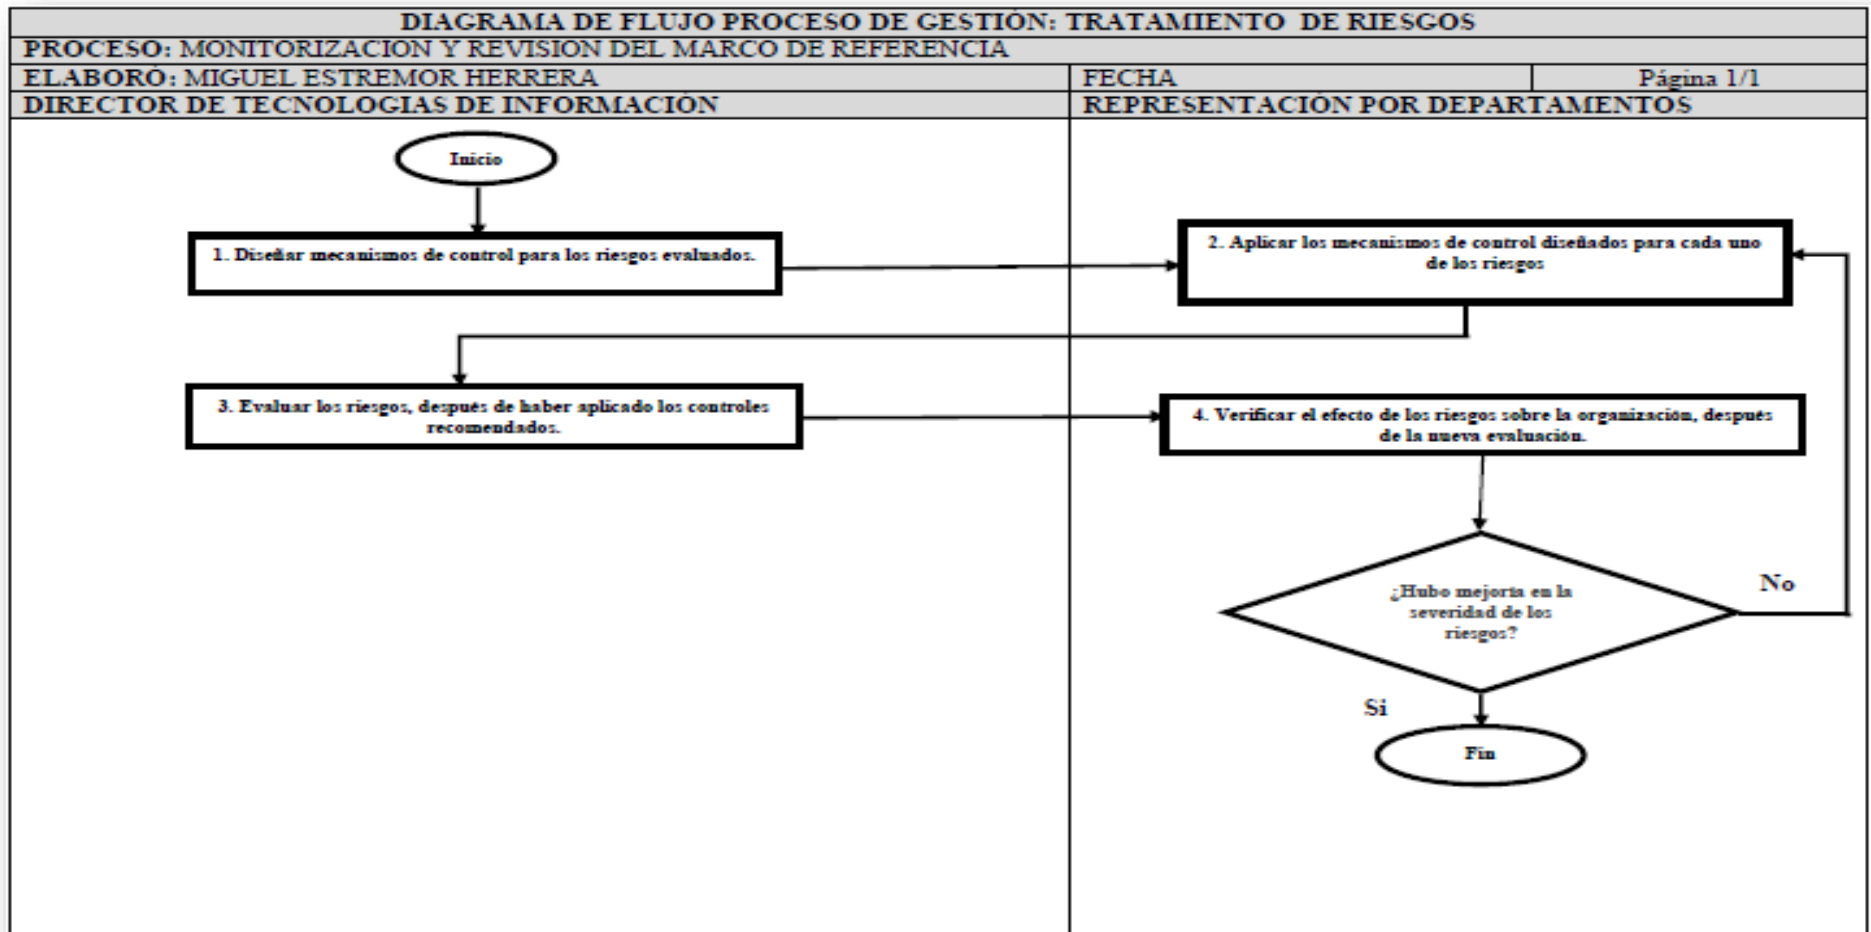 DIAGRAMA DE FLUJO PROCESO DE GESTIÓN: TRATAMIENTO DE RIESGOS
PROCESO: MONITORIZACIÓN Y REVISIÓN DEL MARCO DE REFERENCIA
ELABORÓ: MIGUEL ESTREMOR HERRERA
FECHA
Página 1/1
DIRECTOR DE TECNOLOGIAS DE INFORMACIÓN
REPRESENTACIÓN POR DEPARTAMENTOS
Inicio
1. Diseñar mecanismos de control para los riesgos evaluados.
2. Aplicar los mecanismos de control diseñados para cada uno
de los riesgos
3. Evaluar los riesgos, después de haber aplicado los controles
recomendados.
4. Verificar el efecto de los riesgos sobre la organización, después
de la nueva evaluación.
¿Hubo mejoría en la
severidad de los
riesgos?
No
Si
Fin